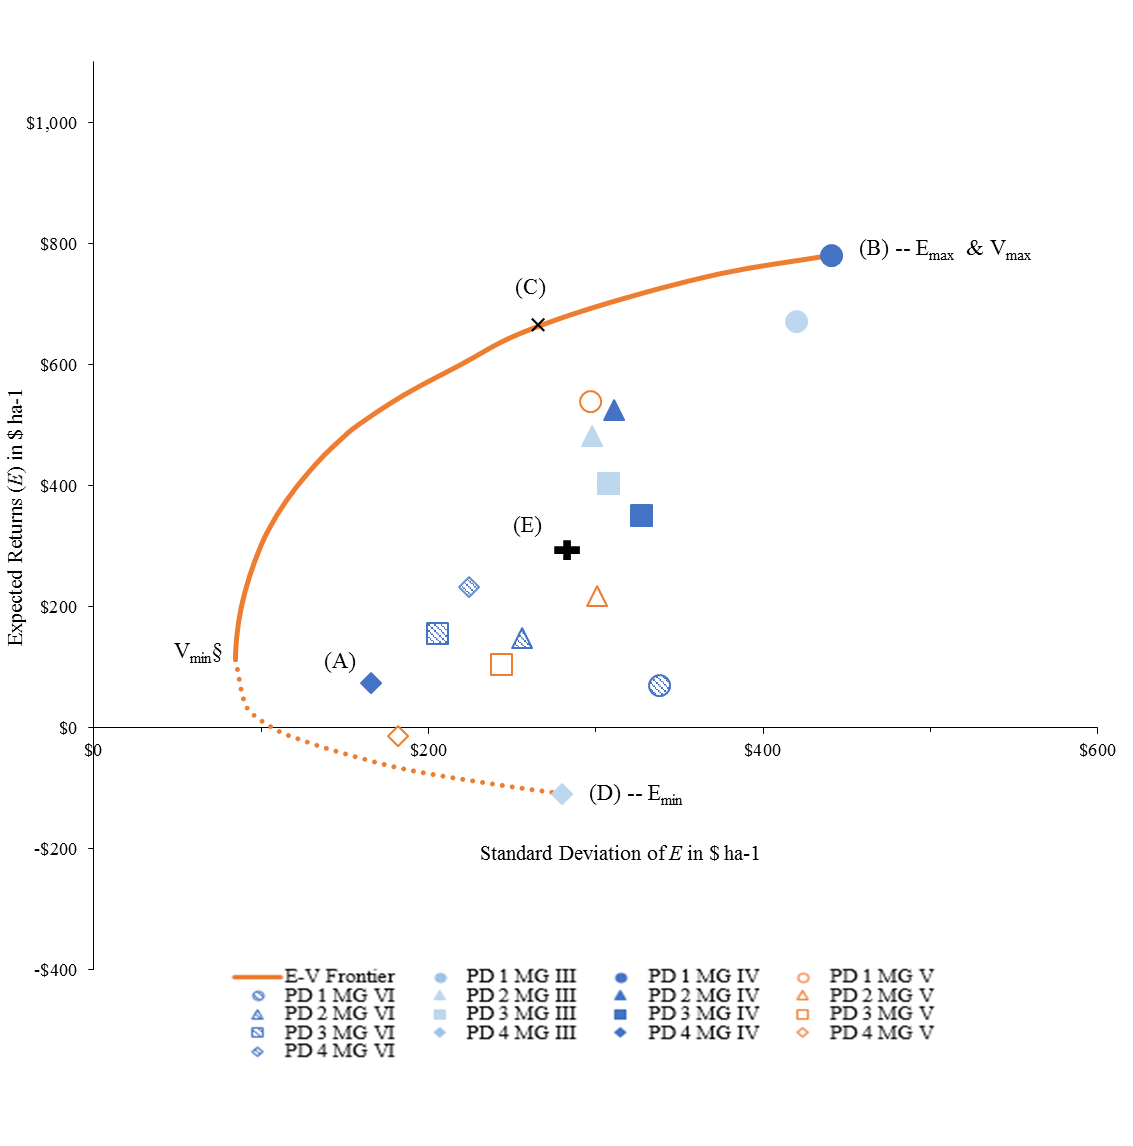 $1,000
$800
$600
$400
$200
$0
-$200
-$400
Expected Returns (E) in $ ha-1
(B) -- Emax & Vmax
(C)
(E)
Vmin§
(A)
$0
$200
$400
$600
(D) -- Emin
Standard Deviation of E in $ ha-1
E-V Frontier
PD 1 MG III
PD 1 MG IV
PD 1 MG V
PD 1 MG VI
PD 2 MG III
PD 2 MG IV
PD 2 MG V
PD 2 MG VI
PD 3 MG III
PD 3 MG IV
PD 3 MG V
PD 3 MG VI
PD 4 MG III
PD 4 MG IV
PD 4 MG V
PD 4 MG VI